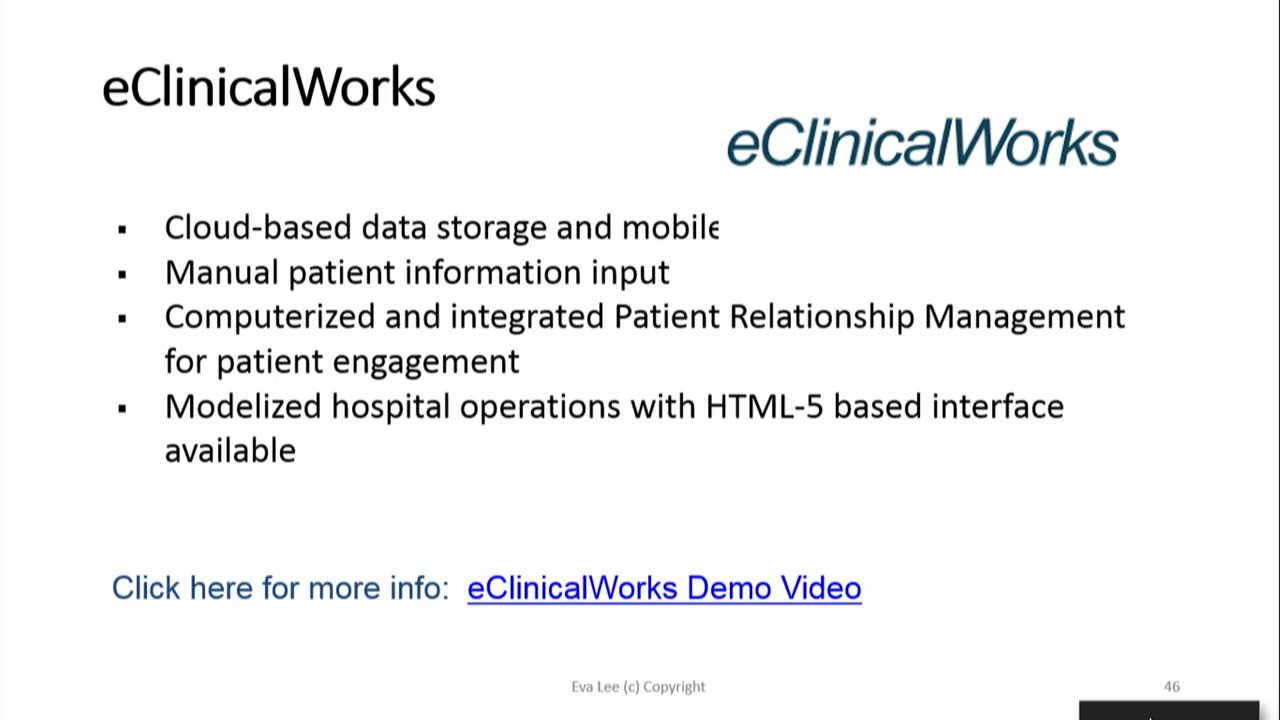 eClinicalWorks
eClinicalWorks
▪ Cloud-based data storage and mobile
▪ Manual patient information input
▪ Computerized and integrated Patient Relationship Management
for patient engagement
▪ Modelized hospital operations with HTML-5 based interface
available
Click here for more info: eClinicalWorks Demo Video
Eva Lee (c) Copyright
46